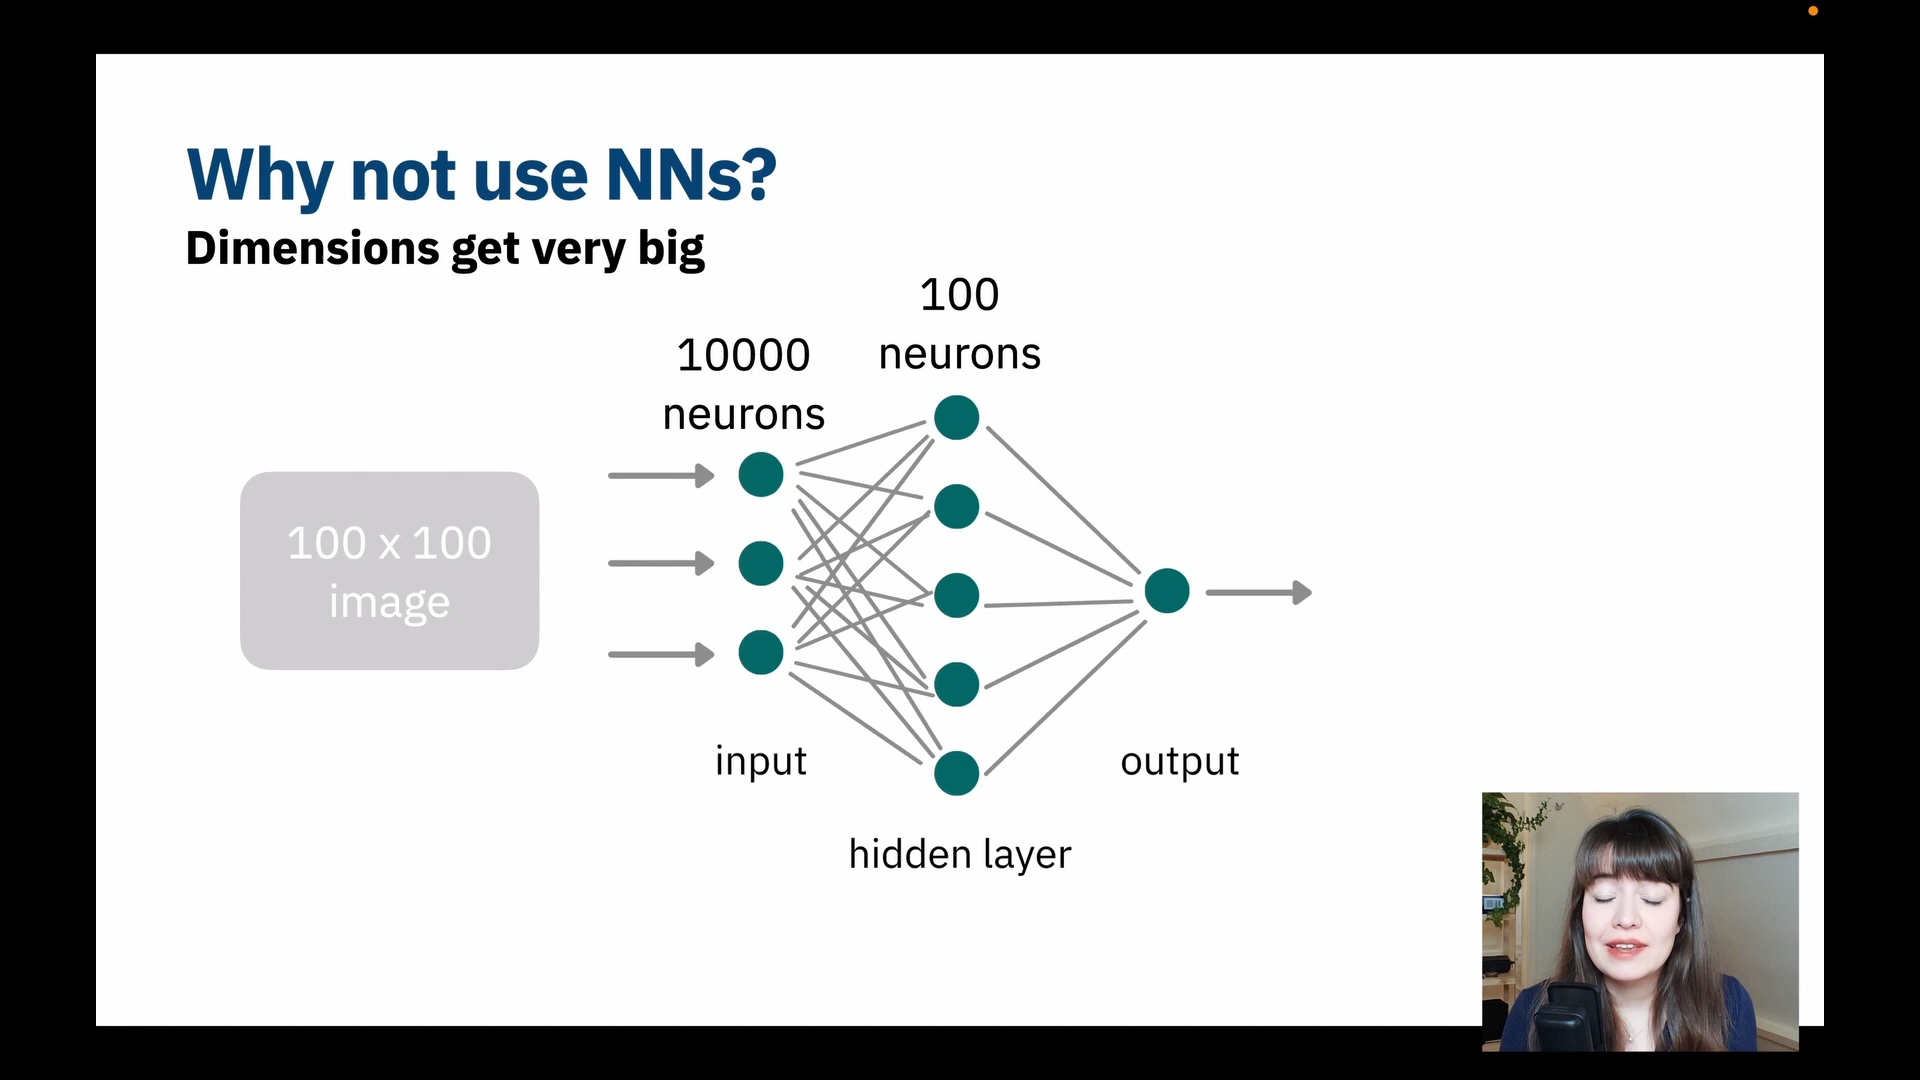 Why not use NNs?
Dimensions get very big
100
neurons
10000
neurons
100 x 100
image
input
output
hidden layer